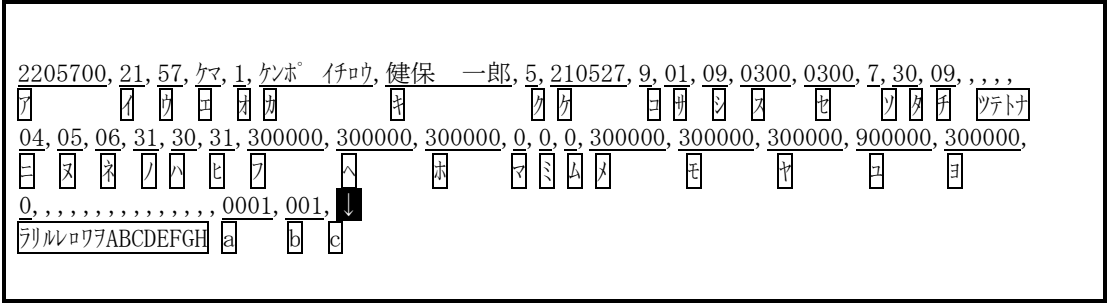 2205700,21,57,ｹﾏ,1,ｹﾝﾎﾟ ｲﾁﾛｳ,健保　一郎,5,210527,9,01,09,0300,0300,7,30,09,,,,,
ｱ ｲ ｳ ｴ ｵ ｶ ｷ ｸ ｹ ｺ ｻ ｼ ｽ ｾ ｿ ﾀ ﾁ ﾂﾃﾄﾅ
04,05,06,31,30,31,300000,300000,300000,0,0,0,300000,300000,300000,900000,300000,
ﾆ ﾇ ﾈ ﾉ ﾊ ﾋ ﾌ ﾍ ﾎ ﾏ ﾐ ﾑ ﾒ ﾓ ﾔ ﾕ ﾖ
0,,,,,,,,,,,,,,,0001,001,↓
ﾗﾘﾙﾚﾛﾜｦABCDEFGH a b c